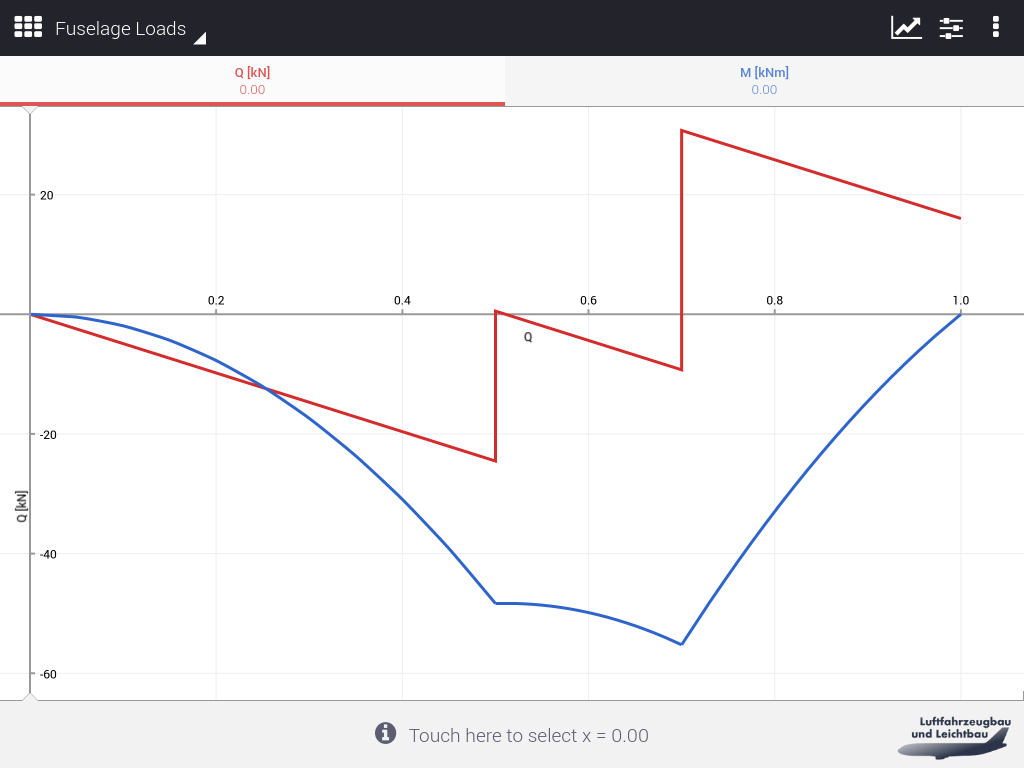 Fuselage Loads
Q [kN]
0.00
M [kNm]
0.00
20
0.2
0.4
0.6
0.8
1.0
Q
-20
Q [kN]
-40
-60
Touch here to select x = 0.00
Luftfahrzeugbau
und Leichtbau